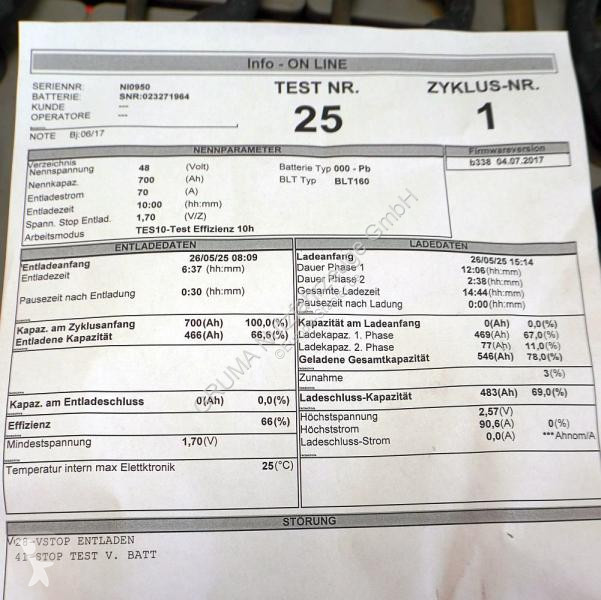 Info - ON LINE
SERIENNR: NI0950
BATTERIE: SNR:023271964
KUNDE ---
OPERATORE ---
NOTE Bj:06/17
TEST NR.
25
ZYKLUS-NR.
1
NENNPARAMETER
Firmwareversion
b338 04.07.2017
Verzeichnis
Nennspannung 48 (Volt) Batterie Typ 000 - Pb
Nennkapaz. 700 (Ah) BLT Typ BLT160
Entladestrom 70 (A)
Entladezeit 10:00 (hh:mm)
Spann. Stop Entlad. 1,70 (V/Z)
Arbeitsmodus TES10-Test Effizienz 10h
ENTLADEDATEN
Entladeanfang 26/05/25 08:09
Entladezeit 6:37 (hh:mm)
Pausezeit nach Entladung 0:30 (hh:mm)
Kapaz. am Zyklusanfang 700(Ah) 100,0(%)
Entladene Kapazität 466(Ah) 66,6(%)
Kapaz. am Entladeschluss 0(Ah) 0,0(%)
Effizienz 66(%)
Mindestspannung 1,70(V)
Temperatur intern max Elettktronik 25(°C)
LADEDATEN
Ladeanfang 26/05/25 15:14
Dauer Phase 1 12:06(hh:mm)
Dauer Phase 2 2:38(hh:mm)
Gesamte Ladezeit 14:44(hh:mm)
Pausezeit nach Ladung 0:00(hh:mm)
Kapazität am Ladeanfang 0(Ah) 0,0(%)
Ladekapaz. 1. Phase 469(Ah) 67,0(%)
Ladekapaz. 2. Phase 77(Ah) 11,0(%)
Geladene Gesamtkapazität 546(Ah) 78,0(%)
Zunahme 3(%)
Ladeschluss-Kapazität 483(Ah) 69,0(%)
Höchstspannung 2,57(V)
Höchststrom 90,6(A) 0(%)
Ladeschluss-Strom 0,0(A) ***Ahnom/A
STÖRUNG
28-VSTOP ENTLADEN
41-STOP TEST V. BATT